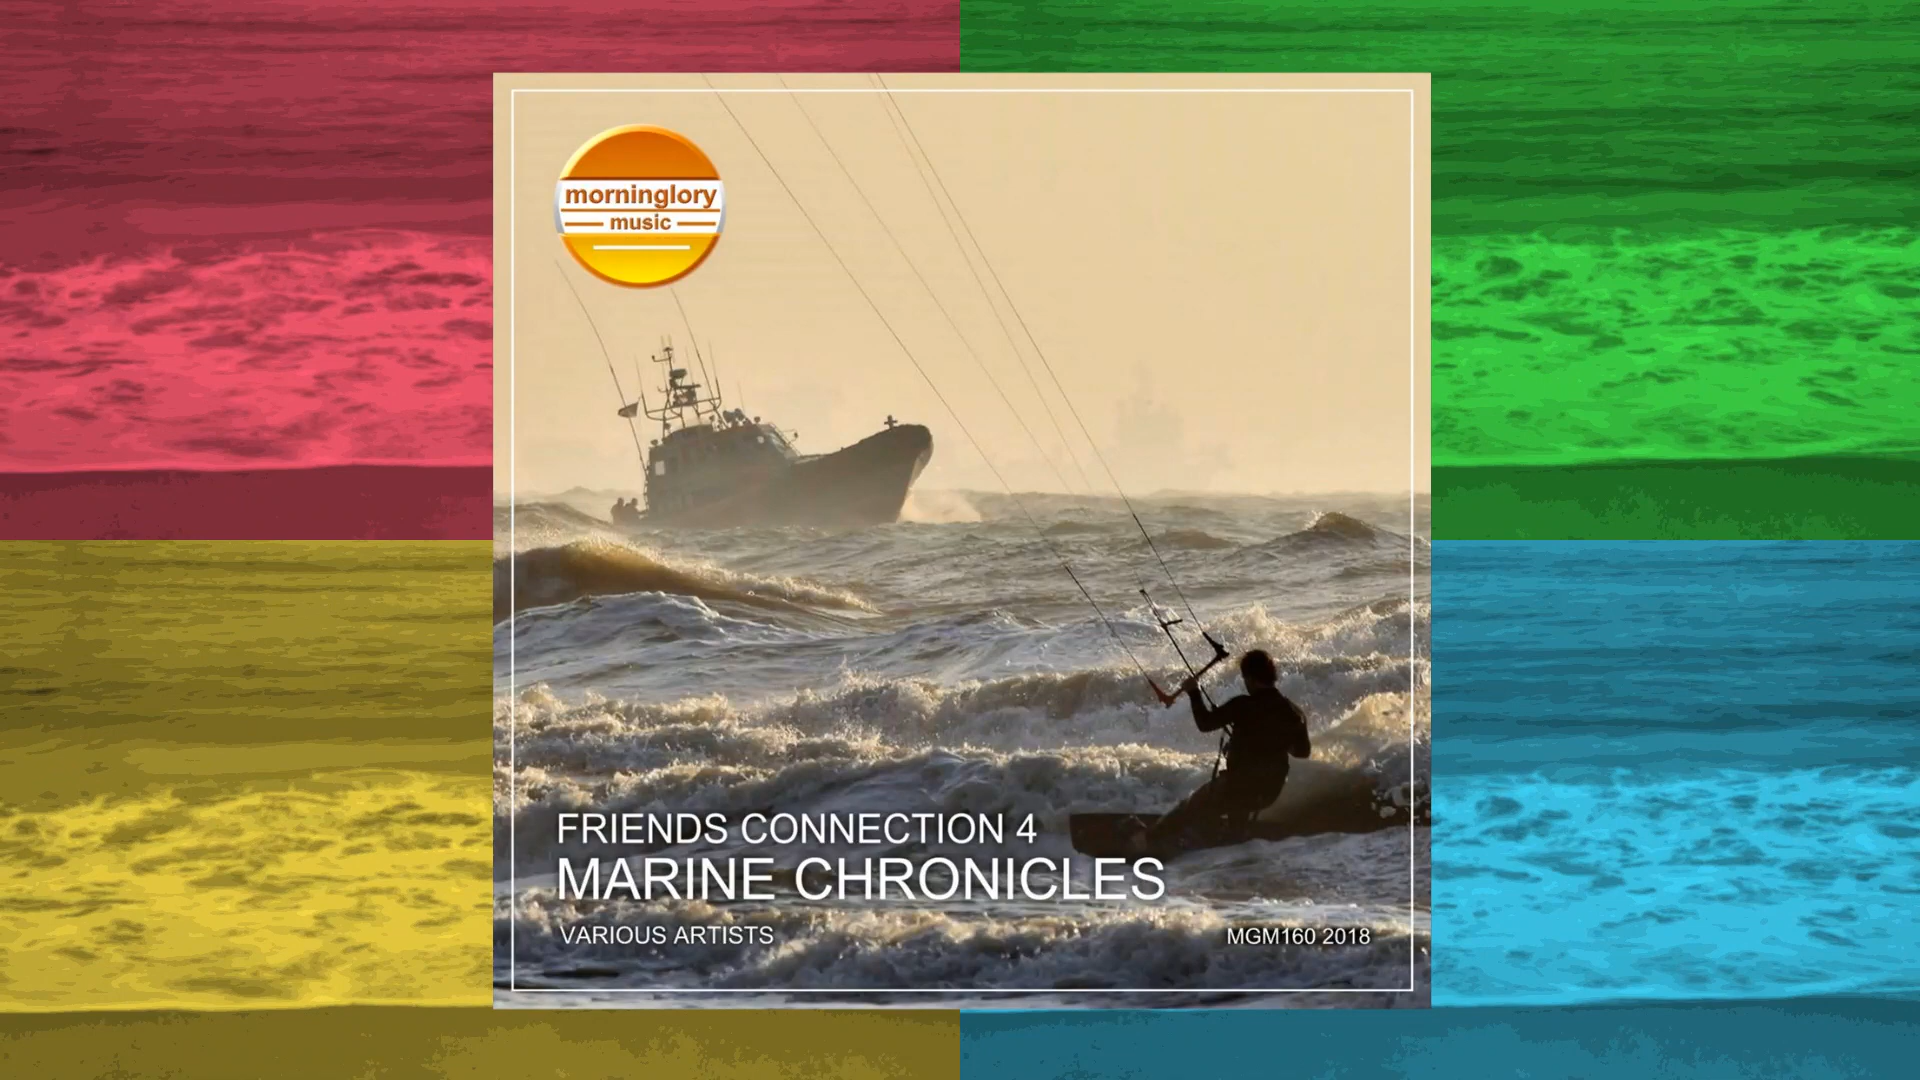 morninglory
music
FRIENDS CONNECTION 4
MARINE CHRONICLES
VARIOUS ARTISTS
MGM160 2018